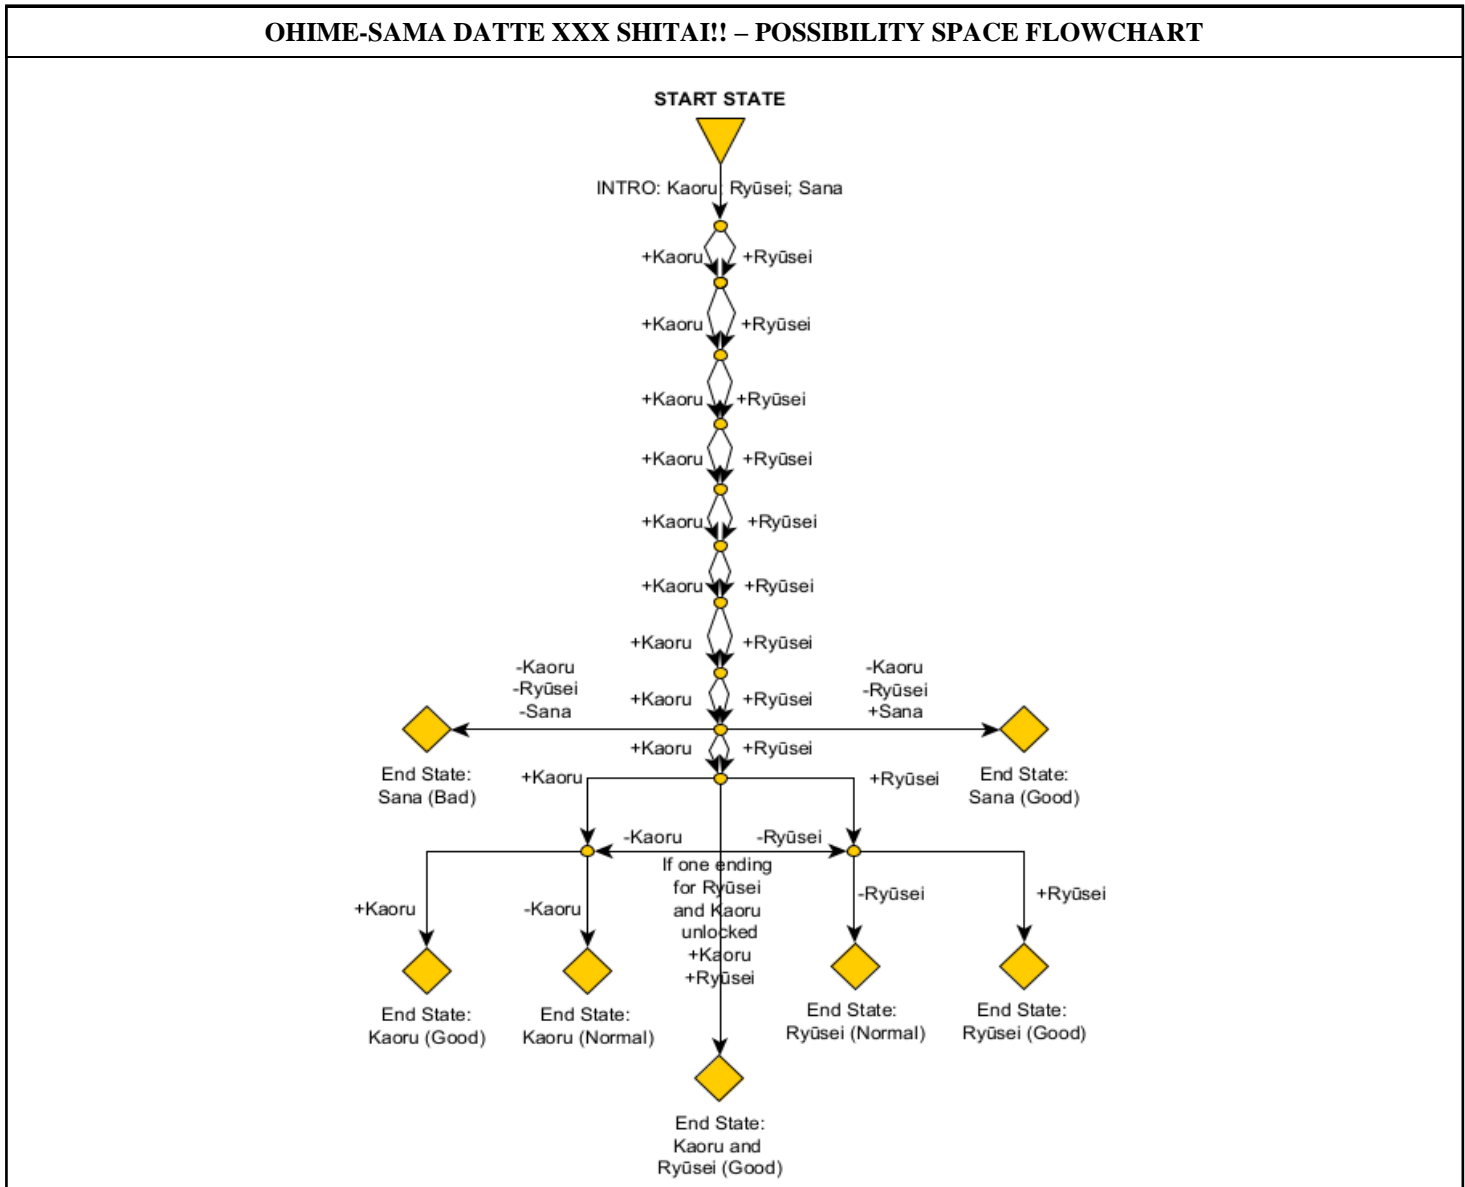 OHIME-SAMA DATTE XXX SHITAI!! – POSSIBILITY SPACE FLOWCHART
START STATE
INTRO: Kaoru; Ryūsei; Sana
+Kaoru +Ryūsei
+Kaoru +Ryūsei
+Kaoru +Ryūsei
+Kaoru +Ryūsei
+Kaoru +Ryūsei
+Kaoru +Ryūsei
+Kaoru +Ryūsei
-Kaoru
-Ryūsei
-Sana
+Kaoru +Ryūsei
-Kaoru
-Ryūsei
+Sana
End State:
Sana (Bad)
+Kaoru +Ryūsei
End State:
Sana (Good)
+Kaoru
+Ryūsei
-Kaoru
-Ryūsei
If one ending
for Ryūsei
and Kaoru
unlocked
+Kaoru
+Ryūsei
+Kaoru
-Kaoru
-Ryūsei
+Ryūsei
End State:
Kaoru (Good)
End State:
Kaoru (Normal)
End State:
Ryūsei (Normal)
End State:
Ryūsei (Good)
End State:
Kaoru and
Ryūsei (Good)